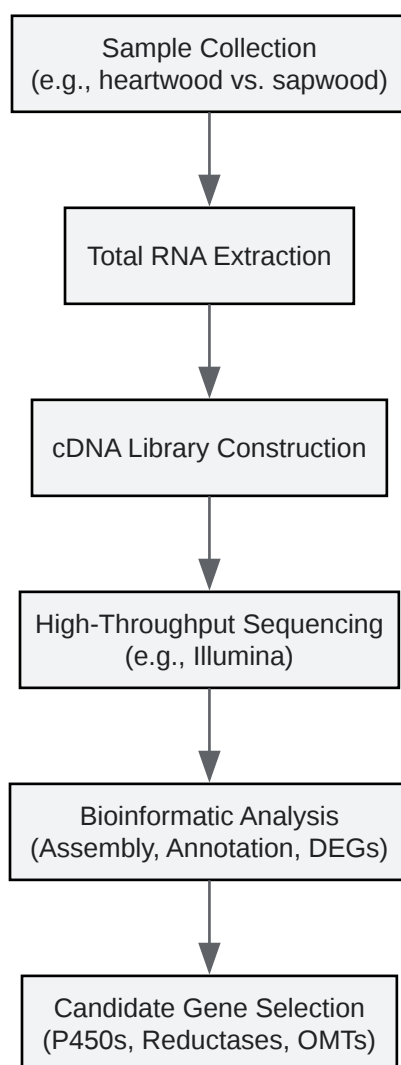 Sample Collection
(e.g., heartwood vs. sapwood)
Total RNA Extraction
cDNA Library Construction
High-Throughput Sequencing
(e.g., Illumina)
Bioinformatic Analysis
(Assembly, Annotation, DEGs)
Candidate Gene Selection
(P450s, Reductases, OMTs)